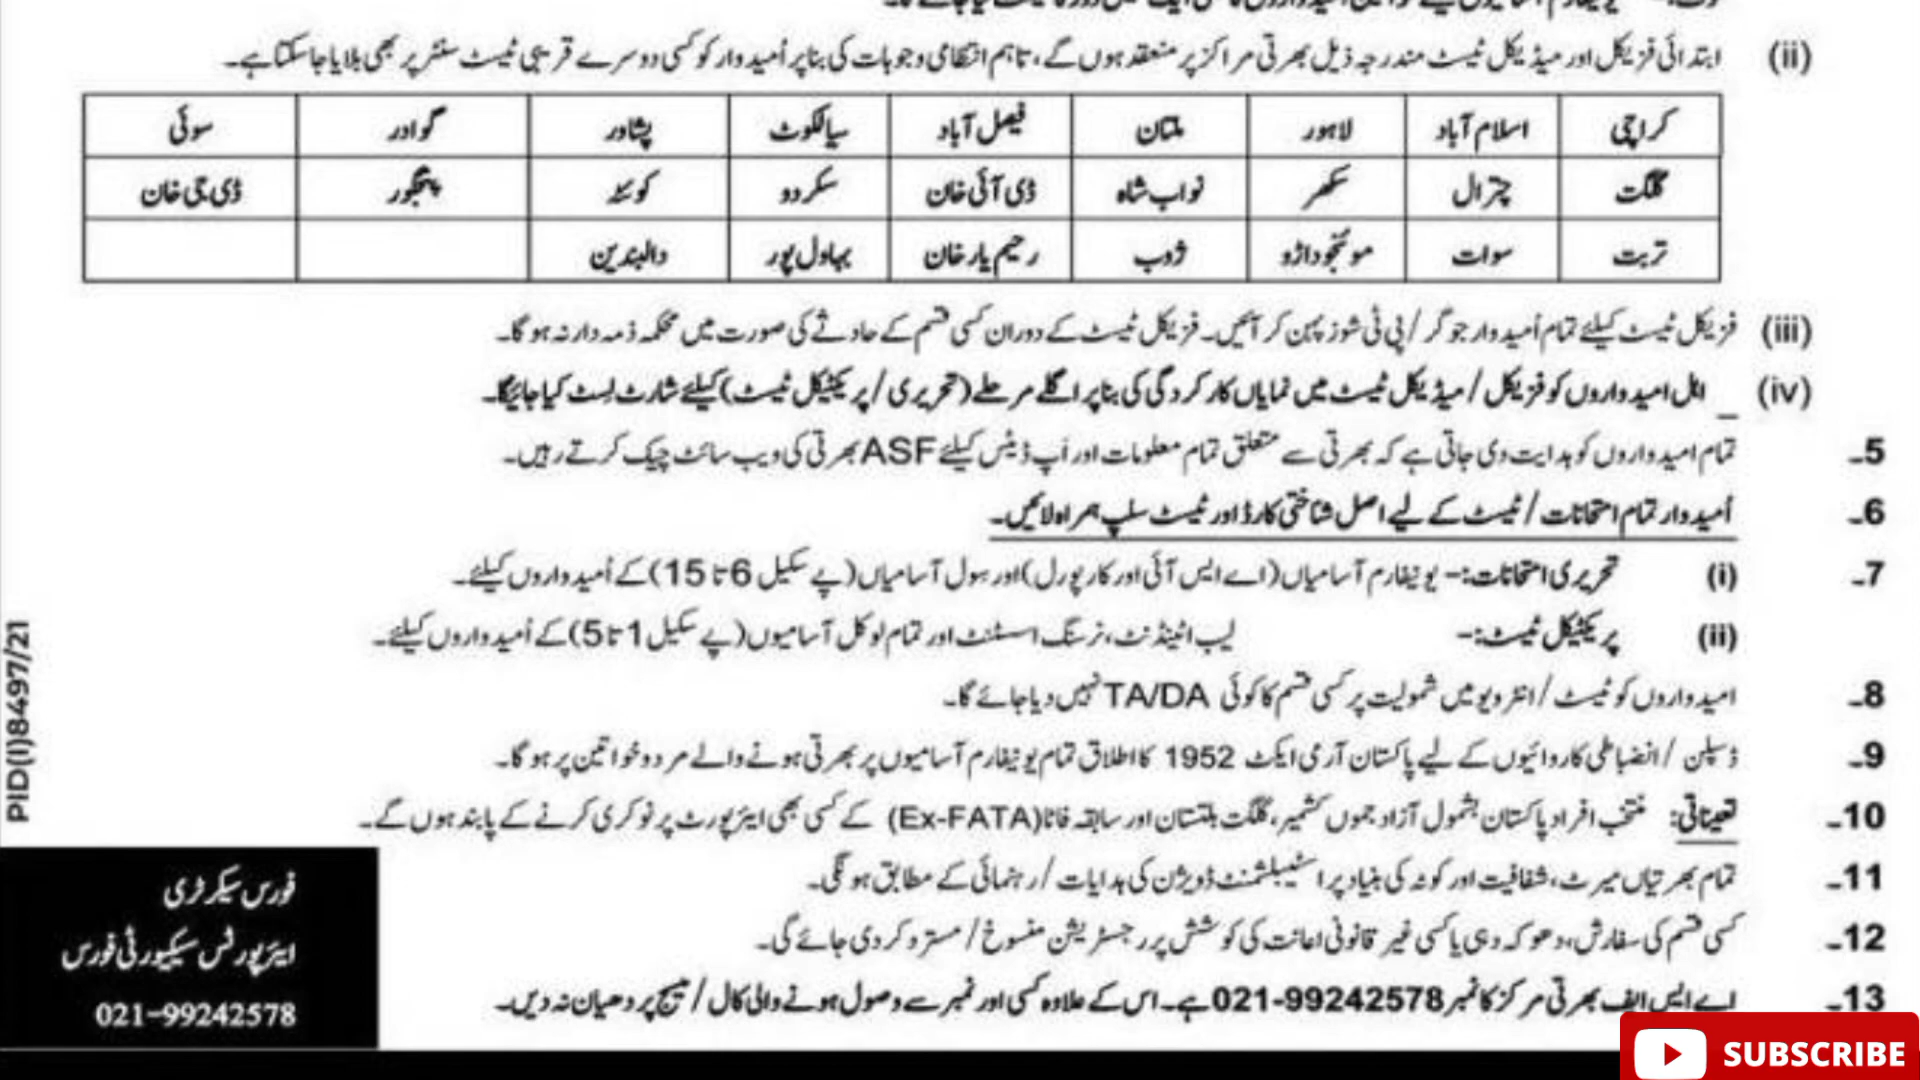 (ii) ابتدائی فزیکل اور میڈیکل ٹیسٹ مندرجہ ذیل بھرتی مراکز پر منعقد ہوں گے، تاہم انتظامی وجوہات کی بنا پر اُمیدوار کو کسی دوسرے قریبی ٹیسٹ سنٹر پر بھی بلایا جا سکتا ہے۔
کراچی اسلام آباد لاہور ملتان فیصل آباد سیالکوٹ پشاور گوادر سوئی
گلگت چترال سکھر نواب شاہ ڈی آئی خان سکردو کوئٹہ پنجگور ڈی جی خان
تربت سوات موئنجوداڑو ژوب رحیم یار خان بہاول پور دالبندین
(iii) فزیکل ٹیسٹ کیلئے تمام اُمیدوار جوگر / پی ٹی شوز پہن کر آئیں۔ فزیکل ٹیسٹ کے دوران کسی قسم کے حادثے کی صورت میں محکمہ ذمہ دار نہ ہو گا۔
(iv) اہل امیدواروں کو فزیکل / میڈیکل ٹیسٹ میں نمایاں کارکردگی کی بنا پر اگلے مرحلے (تحریری / پریکٹیکل ٹیسٹ) کیلئے شارٹ لسٹ کیا جائیگا۔
5۔ تمام امیدواروں کو ہدایت دی جاتی ہے کہ بھرتی سے متعلق تمام معلومات اور اَپ ڈیٹس کیلئے ASF بھرتی کی ویب سائٹ چیک کرتے رہیں۔
6۔ اُمیدوار تمام امتحانات / ٹیسٹ کے لیے اصل شناختی کارڈ اور ٹیسٹ سلپ ہمراہ لائیں۔
7۔ (i) تحریری امتحانات:- یونیفارم آسامیاں (اے ایس آئی اور کارپورل) اور سول آسامیاں (پے سکیل 6 تا 15) کے اُمیدواروں کیلئے۔
(ii) پریکٹیکل ٹیسٹ:- لیب اٹینڈنٹ، نرسنگ اسسٹنٹ اور تمام لوکل آسامیوں (پے سکیل 1 تا 5) کے اُمیدواروں کیلئے۔
8۔ امیدواروں کو ٹیسٹ / انٹرویو میں شمولیت پر کسی قسم کا کوئی TA/DA نہیں دیا جائے گا۔
9۔ ڈسپلن / انضباطی کاروائیوں کے لیے پاکستان آرمی ایکٹ 1952 کا اطلاق تمام یونیفارم آسامیوں پر بھرتی ہونے والے مرد و خواتین پر ہو گا۔
10۔ تعیناتی: منتخب افراد پاکستان بشمول آزاد جموں کشمیر، گلگت بلتستان اور سابقہ فاٹا (Ex-FATA) کے کسی بھی ایئرپورٹ پر نوکری کرنے کے پابند ہوں گے۔
11۔ تمام بھرتیاں میرٹ، شفافیت اور کوٹہ کی بنیاد پر اسٹیبلشمنٹ ڈویژن کی ہدایات / رہنمائی کے مطابق ہونگی۔
12۔ کسی قسم کی سفارش، دھوکہ دہی یا کسی غیر قانونی اعانت کی کوشش پر رجسٹریشن منسوخ / مسترد کر دی جائے گی۔
13۔ اے ایس ایف بھرتی مرکز کا نمبر 021-99242578 ہے۔ اس کے علاوہ کسی اور نمبر سے وصول ہونے والی کال / میسج پر دھیان نہ دیں۔
PID(I)8497/21
فورس سیکرٹری
ایئرپورٹس سیکیورٹی فورس
021-99242578
SUBSCRIBE